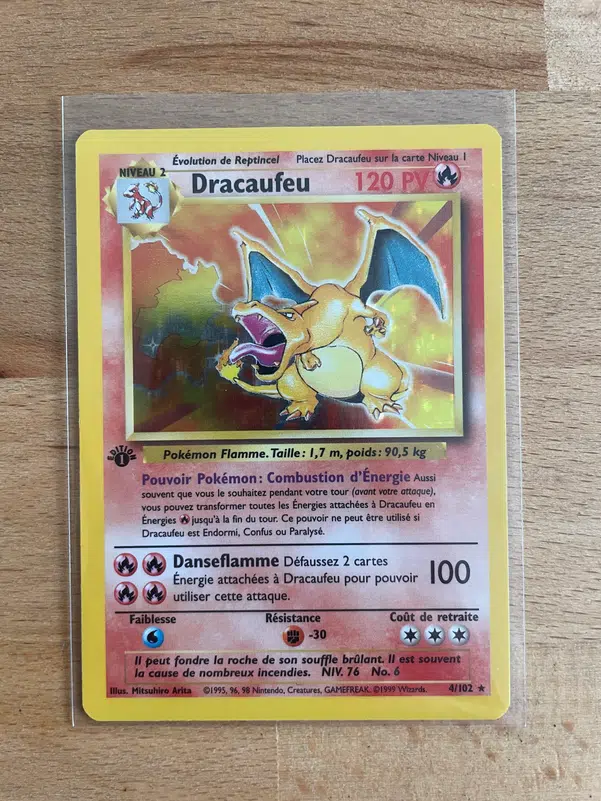 Évolution de Reptincel Placez Dracaufeu sur la carte Niveau 1
NIVEAU 2
Dracaufeu 120 PV
Pokémon Flamme. Taille: 1,7 m, poids: 90,5 kg
EDITION 1
Pouvoir Pokémon: Combustion d'Énergie Aussi
souvent que vous le souhaitez pendant votre tour (avant votre attaque),
vous pouvez transformer toutes les Énergies attachées à Dracaufeu en
Énergies jusqu'à la fin du tour. Ce pouvoir ne peut être utilisé si
Dracaufeu est Endormi, Confus ou Paralysé.
Danseflamme Défaussez 2 cartes
Énergie attachées à Dracaufeu pour pouvoir 100
utiliser cette attaque.
Faiblesse Résistance Coût de retraite
-30
Il peut fondre la roche de son souffle brûlant. Il est souvent
la cause de nombreux incendies. NIV. 76 No. 6
Illus. Mitsuhiro Arita ©1995, 96, 98 Nintendo, Creatures, GAMEFREAK. ©1999 Wizards. 4/102 ★